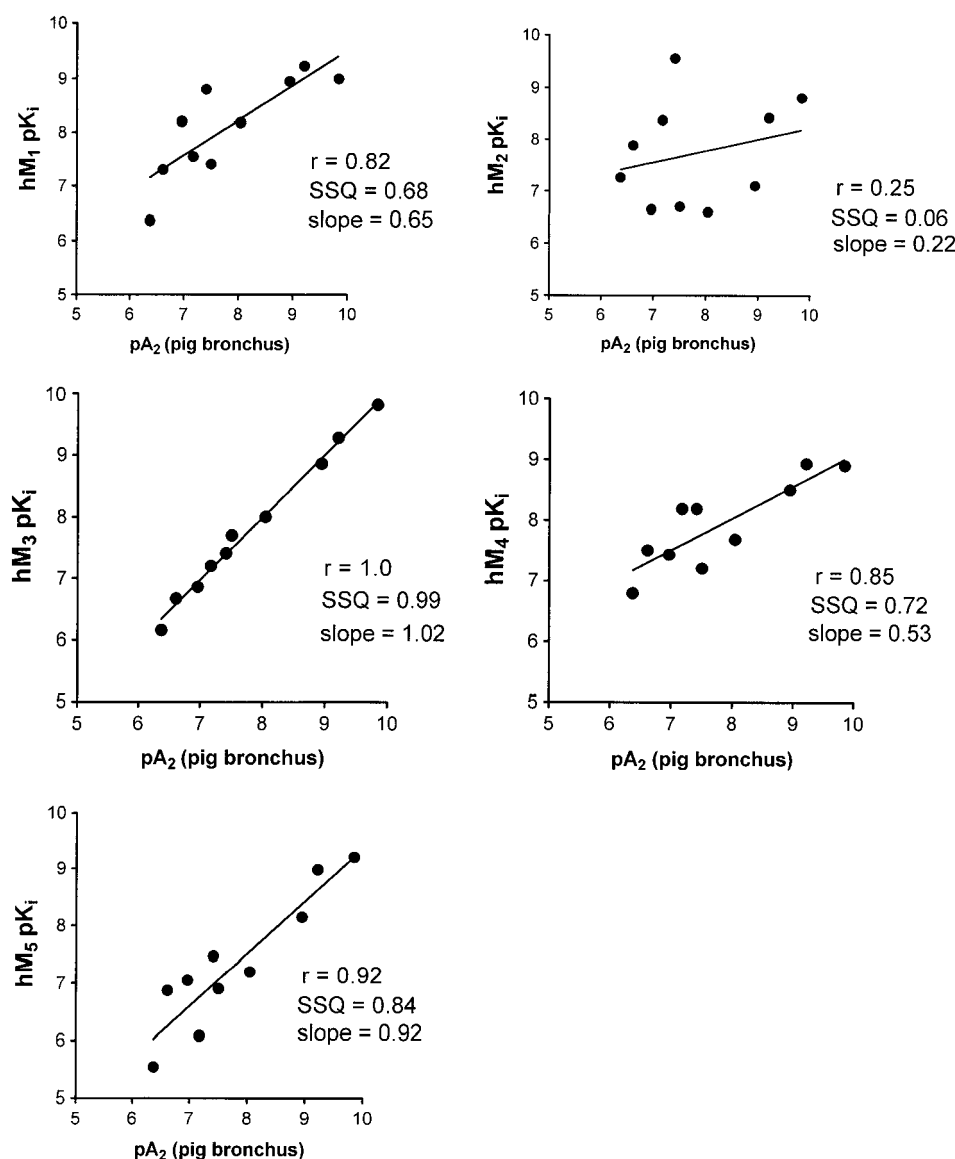 10
9
8
7
6
5
hM₁ pKᵢ
r = 0.82
SSQ = 0.68
slope = 0.65
5 6 7 8 9 10
pA₂ (pig bronchus)
10
9
8
7
6
5
hM₂ pKᵢ
r = 0.25
SSQ = 0.06
slope = 0.22
5 6 7 8 9 10
pA₂ (pig bronchus)
10
9
8
7
6
5
hM₃ pKᵢ
r = 1.0
SSQ = 0.99
slope = 1.02
5 6 7 8 9 10
pA₂ (pig bronchus)
10
9
8
7
6
5
hM₄ pKᵢ
r = 0.85
SSQ = 0.72
slope = 0.53
5 6 7 8 9 10
pA₂ (pig bronchus)
10
9
8
7
6
5
hM₅ pKᵢ
r = 0.92
SSQ = 0.84
slope = 0.92
5 6 7 8 9 10
pA₂ (pig bronchus)